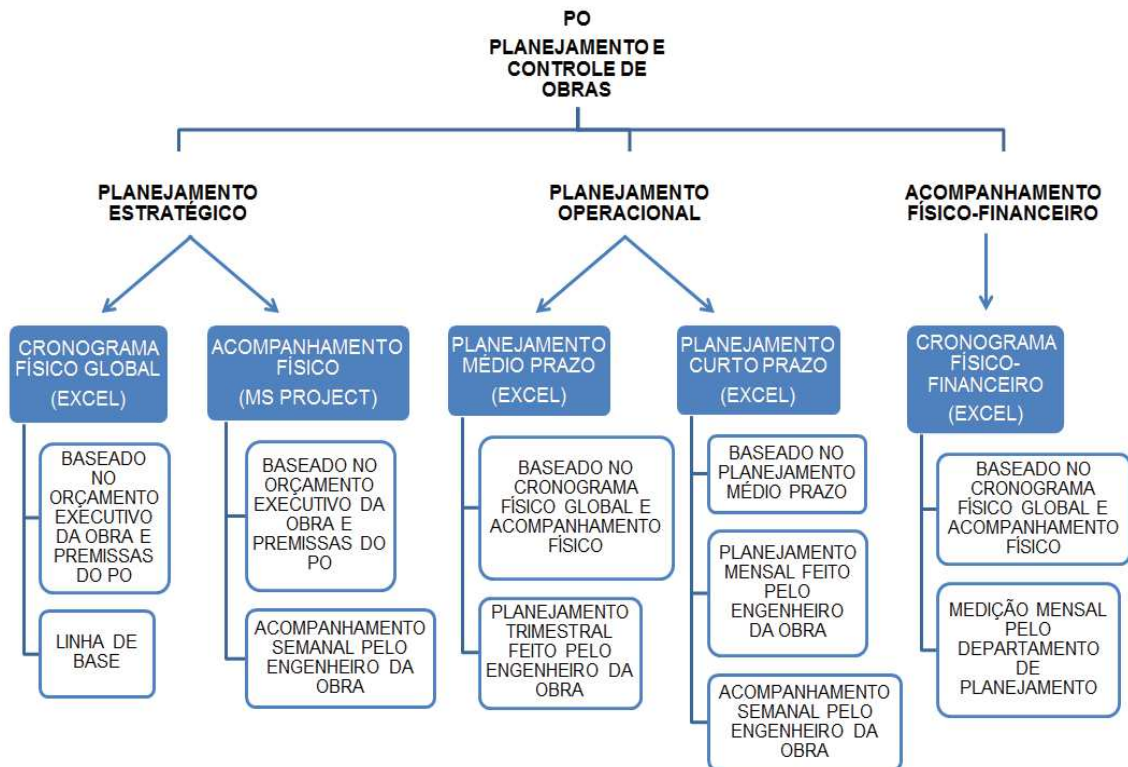 PO
PLANEJAMENTO E
CONTROLE DE
OBRAS
PLANEJAMENTO
ESTRATÉGICO
PLANEJAMENTO
OPERACIONAL
ACOMPANHAMENTO
FÍSICO-FINANCEIRO
CRONOGRAMA
FÍSICO GLOBAL
(EXCEL)
BASEADO
NO
ORÇAMENTO
EXECUTIVO
DA OBRA E
PREMISSAS
DO PO
LINHA DE
BASE
ACOMPANHAMENTO
FÍSICO
(MS PROJECT)
BASEADO NO
ORÇAMENTO
EXECUTIVO DA
OBRA E
PREMISSAS DO
PO
ACOMPANHAMENTO
SEMANAL PELO
ENGENHEIRO DA
OBRA
PLANEJAMENTO
MÉDIO PRAZO
(EXCEL)
BASEADO NO
CRONOGRAMA
FÍSICO GLOBAL E
ACOMPANHAMENTO
FÍSICO
PLANEJAMENTO
TRIMESTRAL
FEITO PELO
ENGENHEIRO DA
OBRA
PLANEJAMENTO
CURTO PRAZO
(EXCEL)
BASEADO NO
PLANEJAMENTO
MÉDIO PRAZO
PLANEJAMENTO
MENSAL FEITO
PELO
ENGENHEIRO
DA OBRA
ACOMPANHAMENTO
SEMANAL PELO
ENGENHEIRO DA
OBRA
CRONOGRAMA
FÍSICO-
FINANCEIRO
(EXCEL)
BASEADO NO
CRONOGRAMA
FÍSICO GLOBAL E
ACOMPANHAMENTO
FÍSICO
MEDIÇÃO MENSAL
PELO
DEPARTAMENTO
DE
PLANEJAMENTO